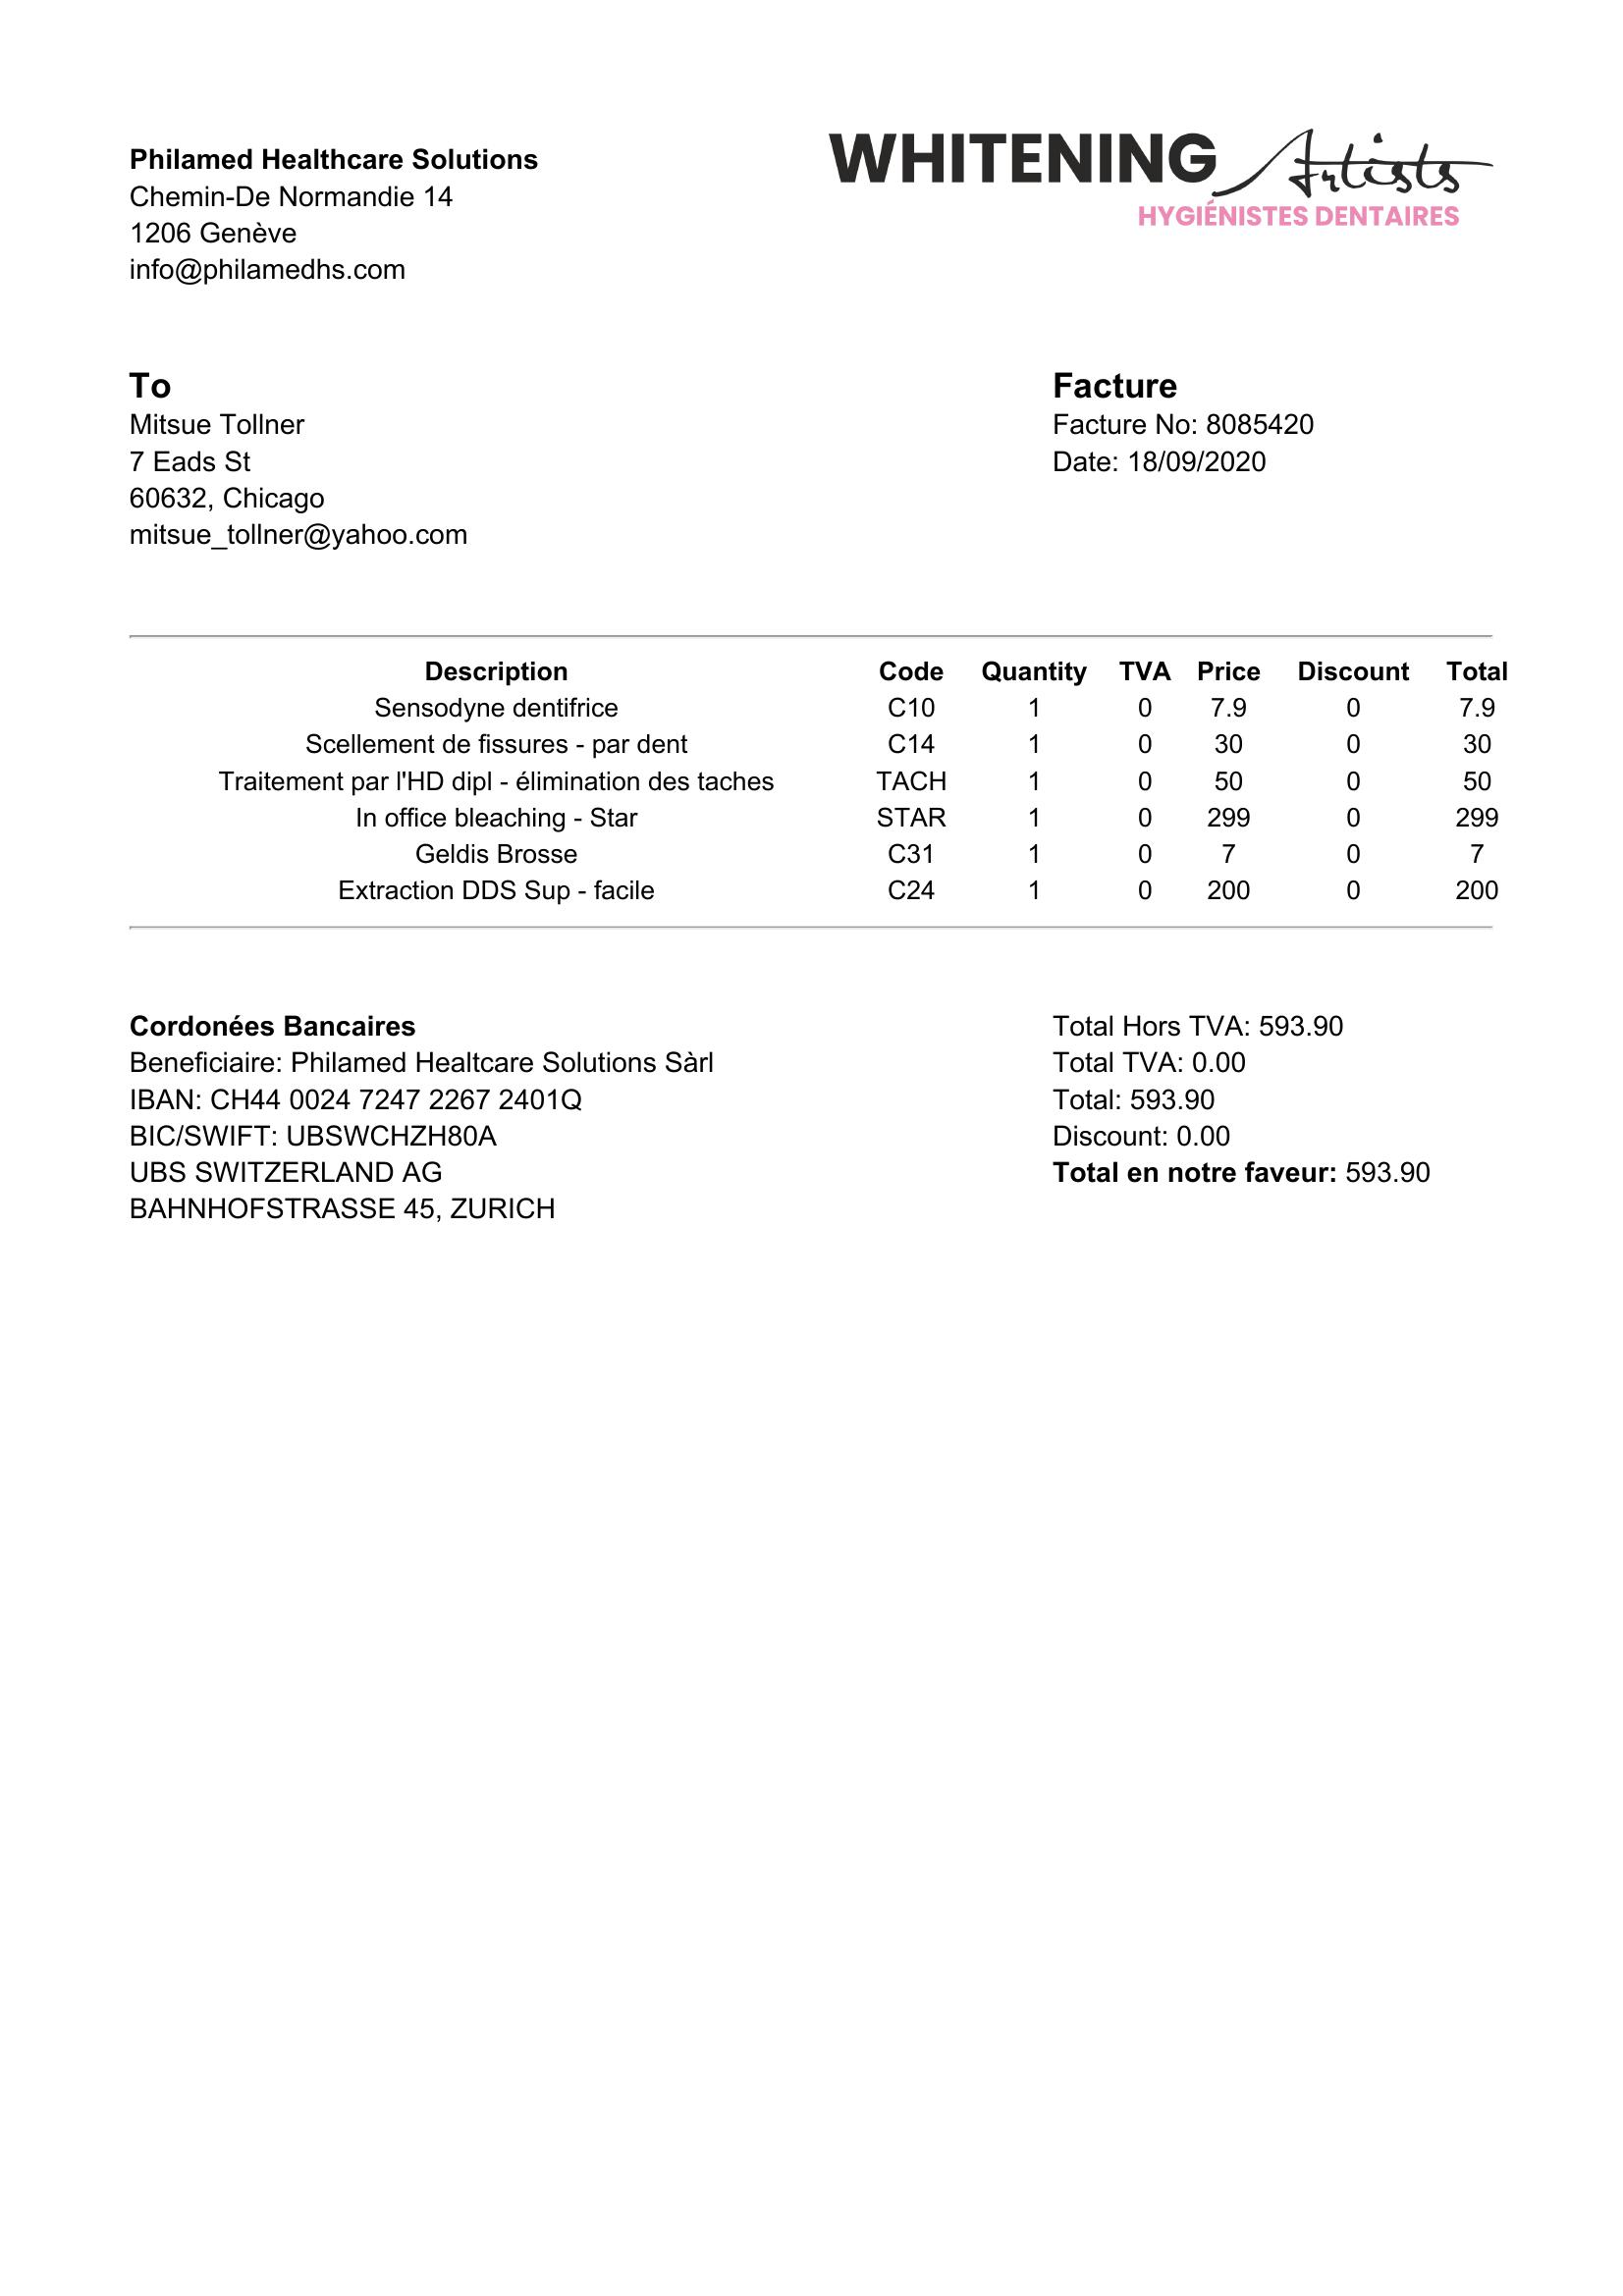 Philamed Healthcare Solutions
Chemin-De Normandie 14
1206 Genève
info@philamedhs.com
WHITENING Artists
HYGIÉNISTES DENTAIRES
To
Mitsue Tollner
7 Eads St
60632, Chicago
mitsue_tollner@yahoo.com
Facture
Facture No: 8085420
Date: 18/09/2020
Description Code Quantity TVA Price Discount Total
Sensodyne dentifrice C10 1 0 7.9 0 7.9
Scellement de fissures - par dent C14 1 0 30 0 30
Traitement par l'HD dipl - élimination des taches TACH 1 0 50 0 50
In office bleaching - Star STAR 1 0 299 0 299
Geldis Brosse C31 1 0 7 0 7
Extraction DDS Sup - facile C24 1 0 200 0 200
Cordonées Bancaires
Beneficiaire: Philamed Healtcare Solutions Sàrl
IBAN: CH44 0024 7247 2267 2401Q
BIC/SWIFT: UBSWCHZH80A
UBS SWITZERLAND AG
BAHNHOFSTRASSE 45, ZURICH
Total Hors TVA: 593.90
Total TVA: 0.00
Total: 593.90
Discount: 0.00
Total en notre faveur: 593.90